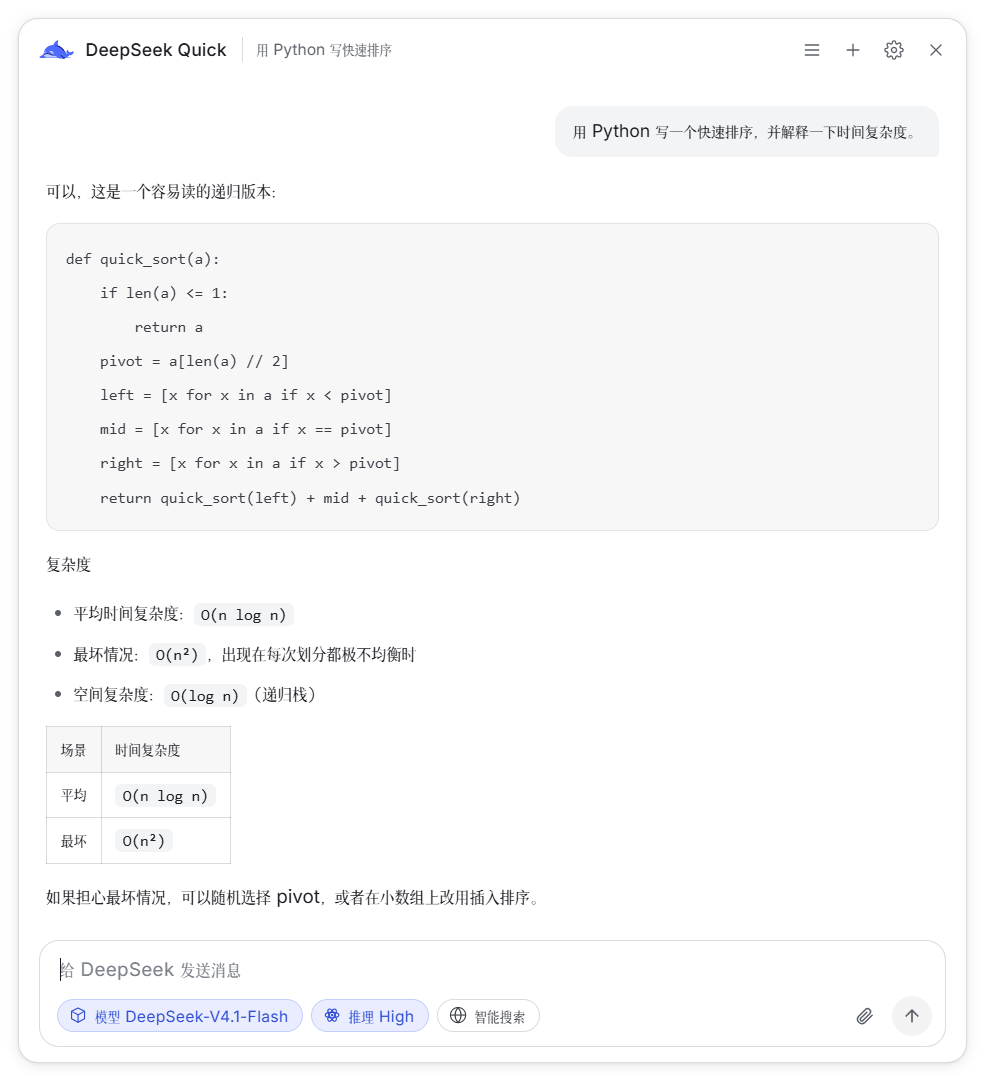 DeepSeek Quick
用 Python 写快速排序
用 Python 写一个快速排序，并解释一下时间复杂度。
可以，这是一个容易读的递归版本：
def quick_sort(a):
    if len(a) <= 1:
        return a
    pivot = a[len(a) // 2]
    left = [x for x in a if x < pivot]
    mid = [x for x in a if x == pivot]
    right = [x for x in a if x > pivot]
    return quick_sort(left) + mid + quick_sort(right)
复杂度
• 平均时间复杂度： O(n log n)
• 最坏情况： O(n²) ，出现在每次划分都极不均衡时
• 空间复杂度： O(log n) （递归栈）
场景 时间复杂度
平均 O(n log n)
最坏 O(n²)
如果担心最坏情况，可以随机选择 pivot，或者在小数组上改用插入排序。
给 DeepSeek 发送消息
模型 DeepSeek-V4.1-Flash 推理 High 智能搜索